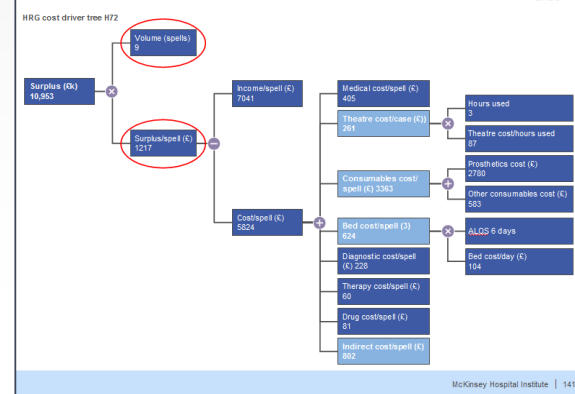 HRG cost driver tree H72
Surplus (£k)
10,953
Volume (spells)
9
Surplus/spell (£)
1217
Income/spell (£)
7041
Cost/spell (£)
5824
Medical cost/spell (£)
405
Theatre cost/case (£))
261
Consumables cost/
spell (£) 3363
Bed cost/spell (3)
624
Diagnostic cost/spell
(£) 228
Therapy cost/spell (£)
60
Drug cost/spell (£)
81
Indirect cost/spell (£)
802
Hours used
3
Theatre cost/hours used
87
Prosthetics cost (£)
2780
Other consumables cost (£)
583
ALOS 6 days
Bed cost/day (£)
104
McKinsey Hospital Institute | 141